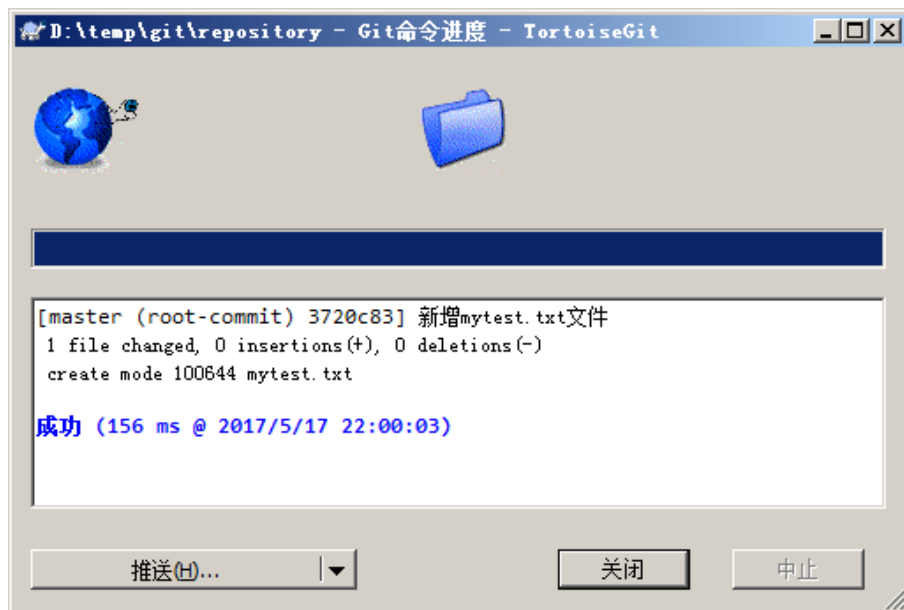 D:\temp\git\repository - Git命令进度 - TortoiseGit
[master (root-commit) 3720c83] 新增mytest.txt文件
1 file changed, 0 insertions(+), 0 deletions(-)
create mode 100644 mytest.txt
成功 (156 ms @ 2017/5/17 22:00:03)
推送(H)...
关闭
中止